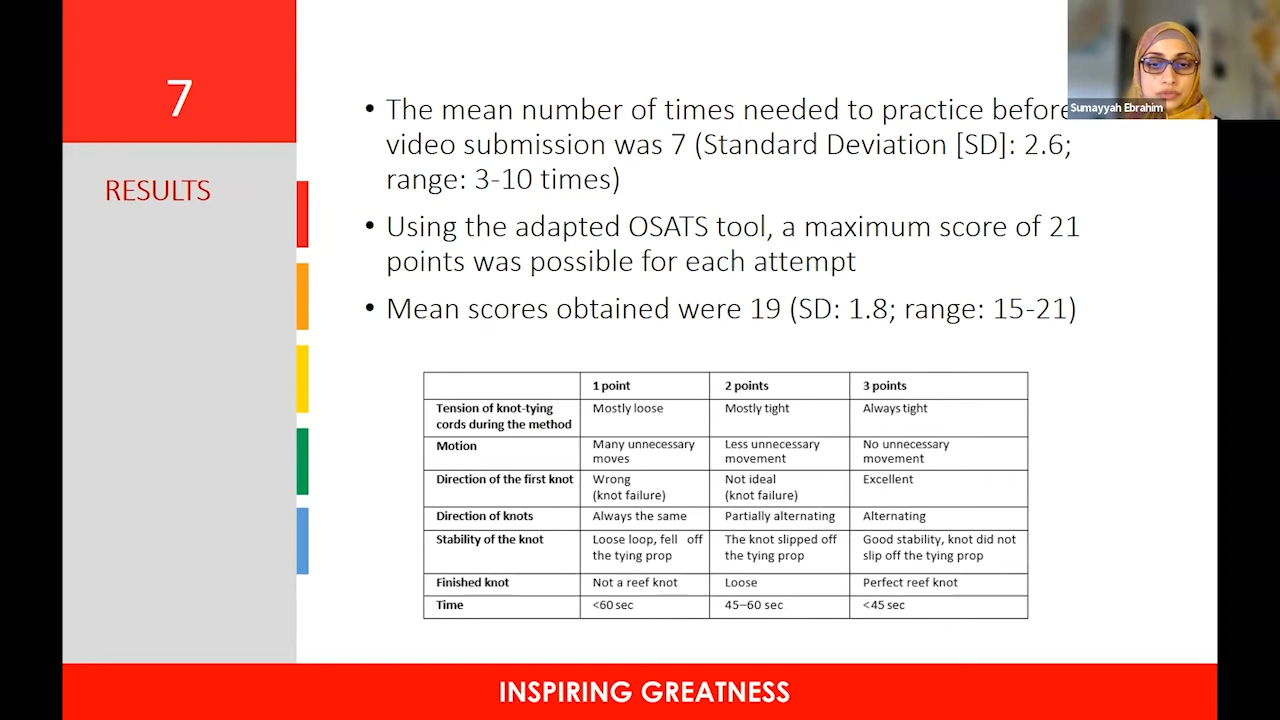 7
RESULTS
• The mean number of times needed to practice before
video submission was 7 (Standard Deviation [SD]: 2.6;
range: 3-10 times)
• Using the adapted OSATS tool, a maximum score of 21
points was possible for each attempt
• Mean scores obtained were 19 (SD: 1.8; range: 15-21)
Sumayyah Ebrahim
1 point 2 points 3 points
Tension of knot-tying cords during the method Mostly loose Mostly tight Always tight
Motion Many unnecessary moves Less unnecessary movement No unnecessary movement
Direction of the first knot Wrong (knot failure) Not ideal (knot failure) Excellent
Direction of knots Always the same Partially alternating Alternating
Stability of the knot Loose loop, fell off the tying prop The knot slipped off the tying prop Good stability, knot did not slip off the tying prop
Finished knot Not a reef knot Loose Perfect reef knot
Time <60 sec 45–60 sec <45 sec
INSPIRING GREATNESS